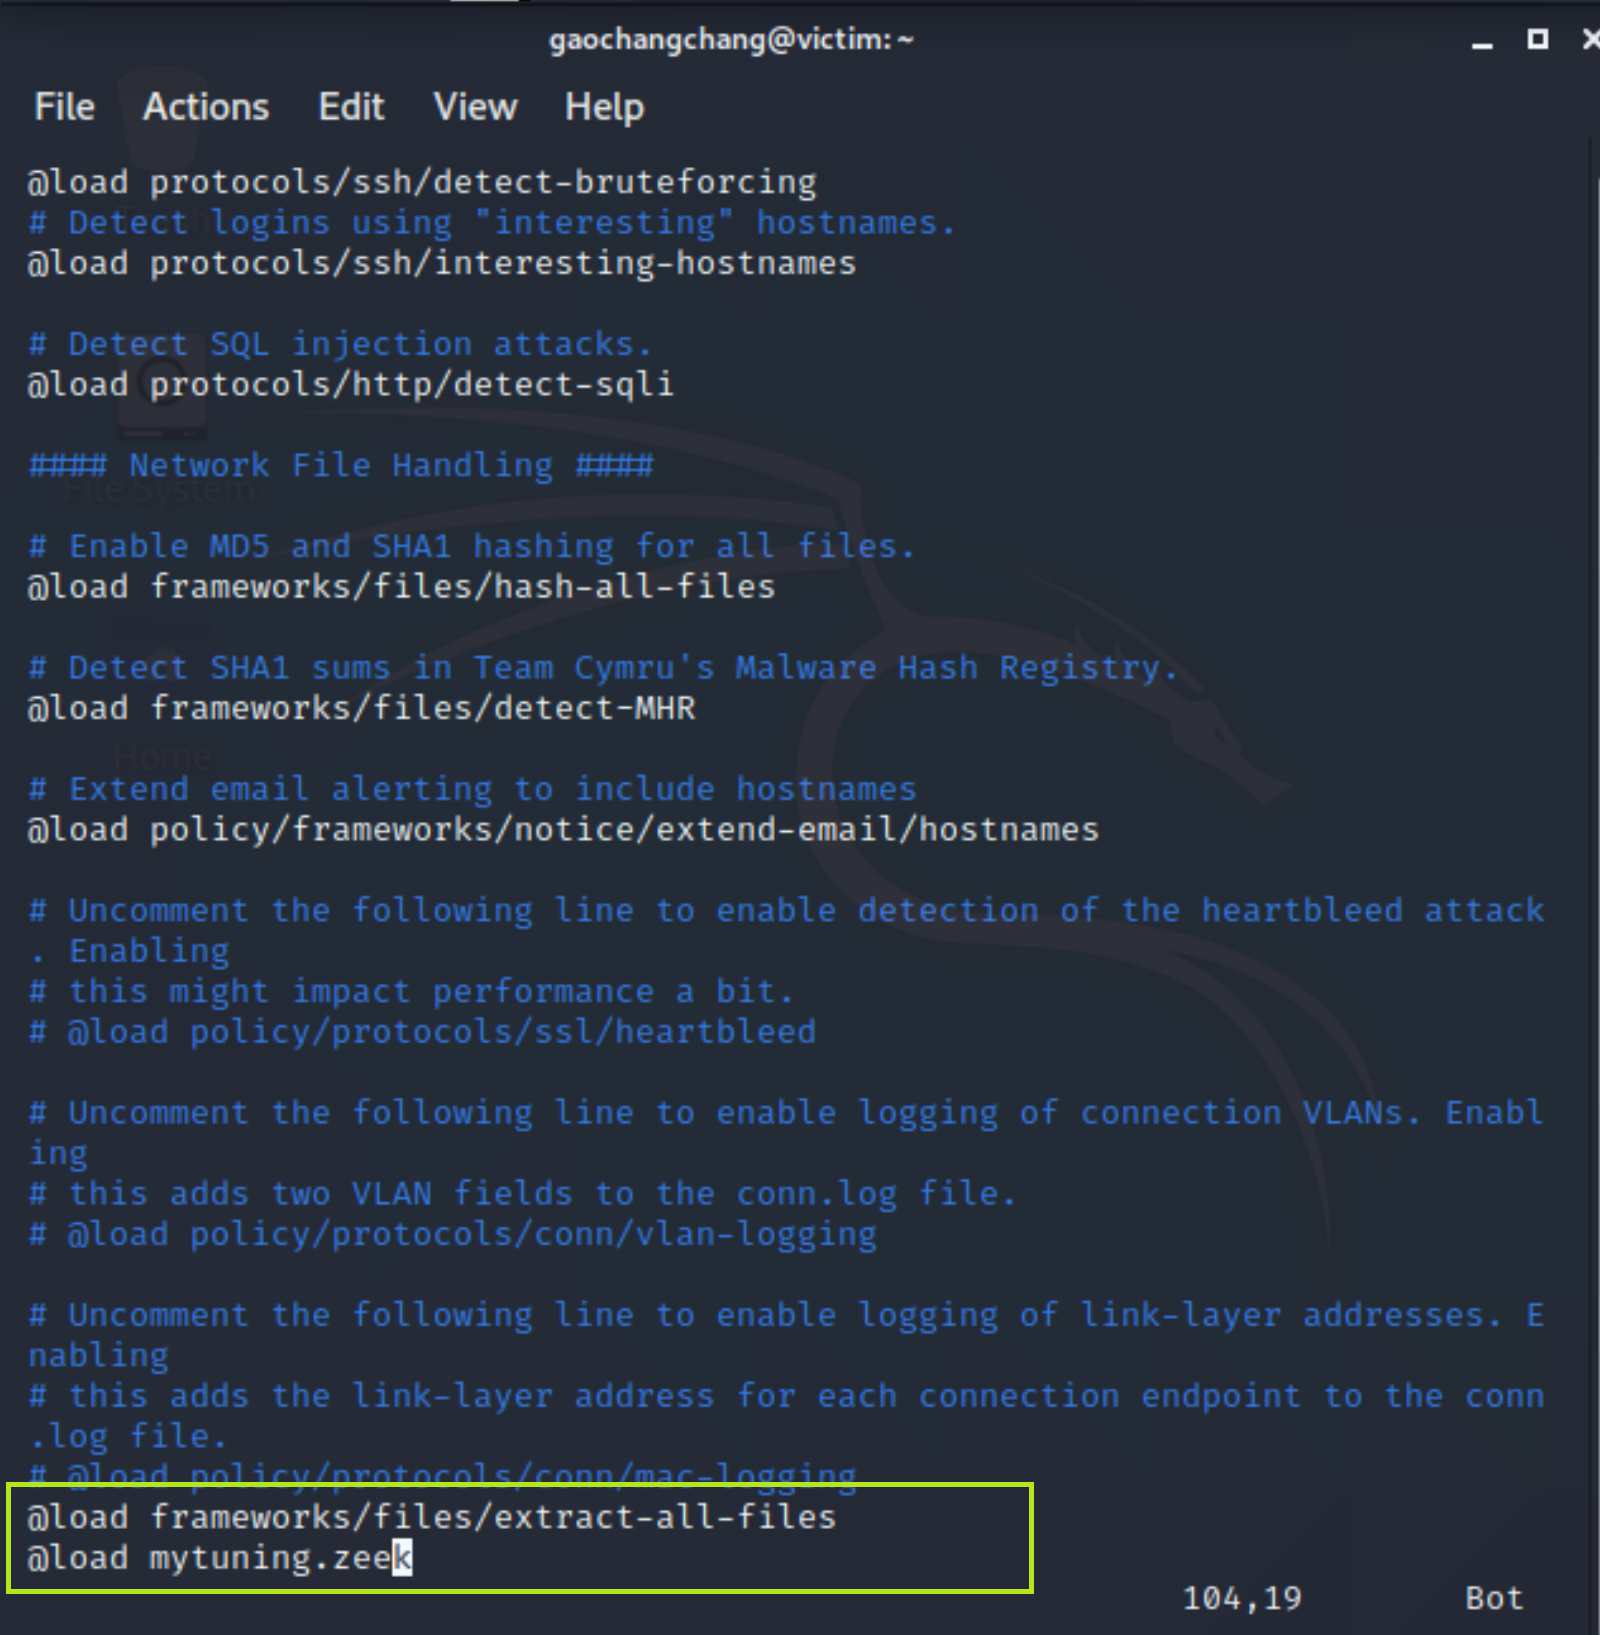 gaochangchang@victim: ~
File Actions Edit View Help
@load protocols/ssh/detect-bruteforcing
# Detect logins using "interesting" hostnames.
@load protocols/ssh/interesting-hostnames
# Detect SQL injection attacks.
@load protocols/http/detect-sqli
#### Network File Handling ####
File System
# Enable MD5 and SHA1 hashing for all files.
@load frameworks/files/hash-all-files
# Detect SHA1 sums in Team Cymru's Malware Hash Registry.
@load frameworks/files/detect-MHR
Home
# Extend email alerting to include hostnames
@load policy/frameworks/notice/extend-email/hostnames
# Uncomment the following line to enable detection of the heartbleed attack
. Enabling
# this might impact performance a bit.
# @load policy/protocols/ssl/heartbleed
# Uncomment the following line to enable logging of connection VLANs. Enabl
ing
# this adds two VLAN fields to the conn.log file.
# @load policy/protocols/conn/vlan-logging
# Uncomment the following line to enable logging of link-layer addresses. E
nabling
# this adds the link-layer address for each connection endpoint to the conn
.log file.
# @load policy/protocols/conn/mac-logging
@load frameworks/files/extract-all-files
@load mytuning.zeek
104,19 Bot